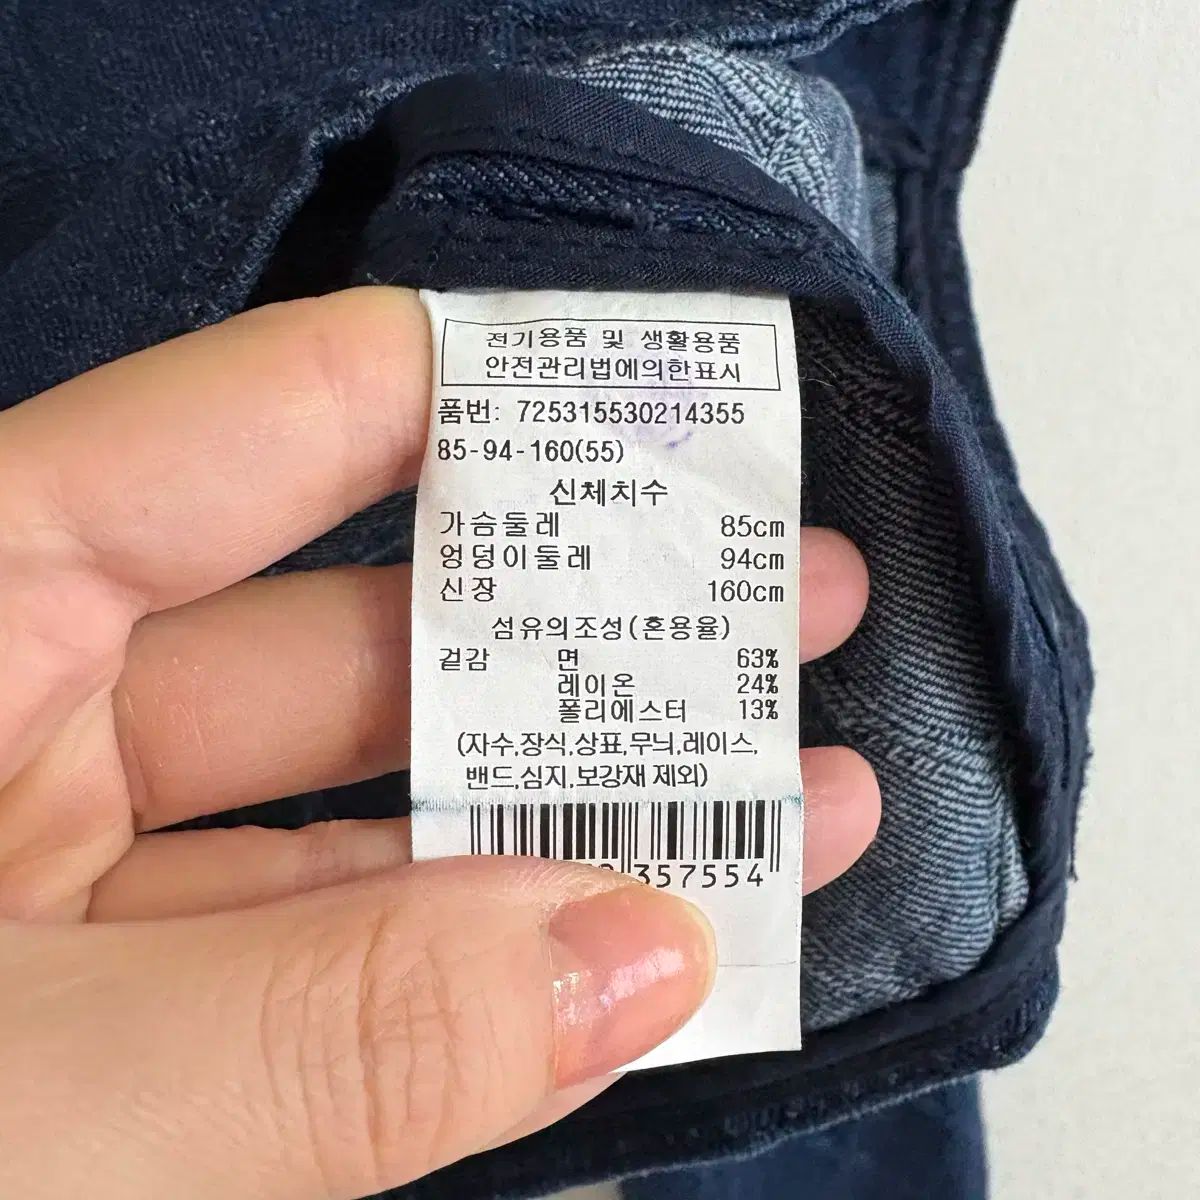 전기용품 및 생활용품
안전관리법에의한표시
품번: 725315530214355
85-94-160(55)
신체치수
가슴둘레 85cm
엉덩이둘레 94cm
신장 160cm
섬유의조성(혼용율)
겉감 면 63%
레이온 24%
폴리에스터 13%
(자수,장식,상표,무늬,레이스,
밴드,심지,보강재 제외)
357554